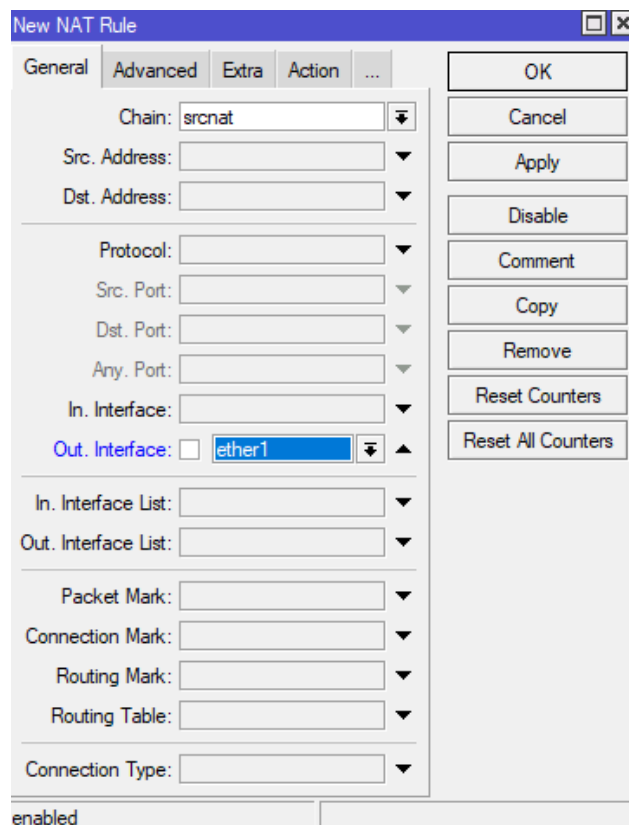 New NAT Rule
General Advanced Extra Action ...
Chain: srcnat
Src. Address:
Dst. Address:
Protocol:
Src. Port:
Dst. Port:
Any. Port:
In. Interface:
Out. Interface: ether1
In. Interface List:
Out. Interface List:
Packet Mark:
Connection Mark:
Routing Mark:
Routing Table:
Connection Type:
OK
Cancel
Apply
Disable
Comment
Copy
Remove
Reset Counters
Reset All Counters
enabled